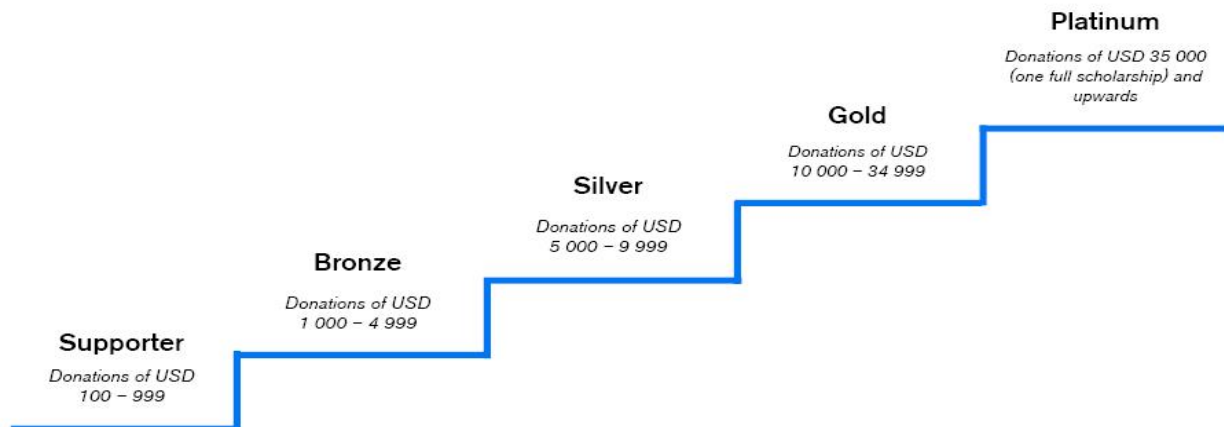 Platinum
Donations of USD 35 000
(one full scholarship) and
upwards
Gold
Donations of USD
10 000 – 34 999
Silver
Donations of USD
5 000 – 9 999
Bronze
Donations of USD
1 000 – 4 999
Supporter
Donations of USD
100 – 999